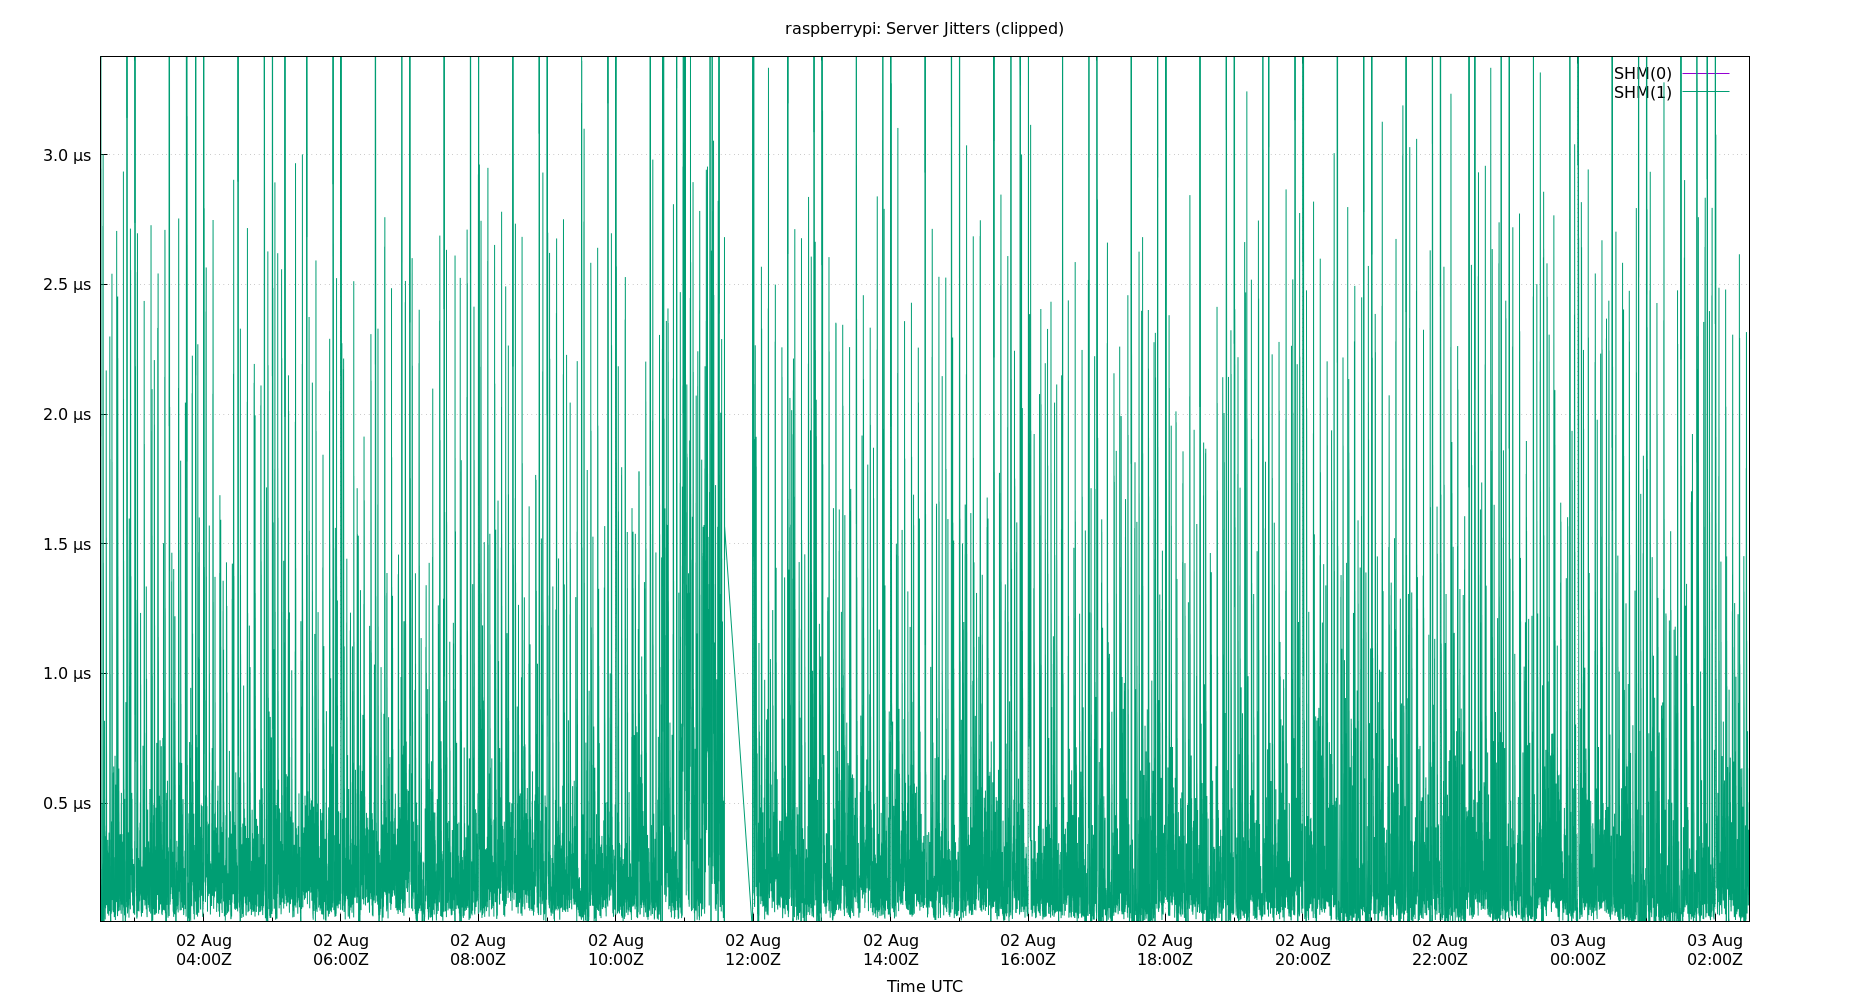 raspberrypi: Server Jitters (clipped)
SHM(0)
SHM(1)
3.0 µs
2.5 µs
2.0 µs
1.5 µs
1.0 µs
0.5 µs
02 Aug 02 Aug 02 Aug 02 Aug 02 Aug 02 Aug 02 Aug 02 Aug 02 Aug 02 Aug 03 Aug 03 Aug
04:00Z 06:00Z 08:00Z 10:00Z 12:00Z 14:00Z 16:00Z 18:00Z 20:00Z 22:00Z 00:00Z 02:00Z
Time UTC